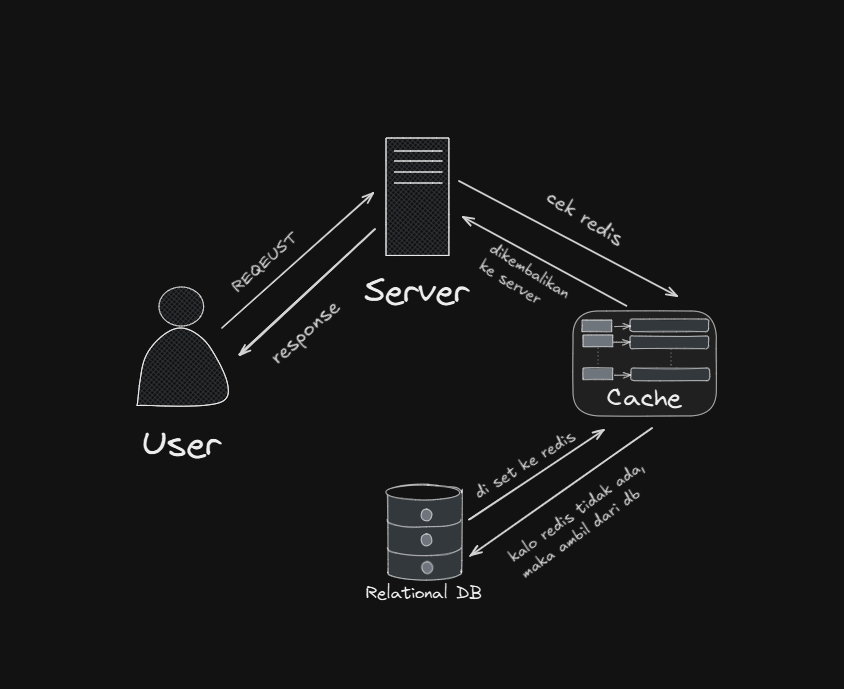 cek redis
REQEUST
dikembalikan
ke server
Server
response
Cache
User
di set ke redis
kalo redis tidak ada,
maka ambil dari db
Relational DB